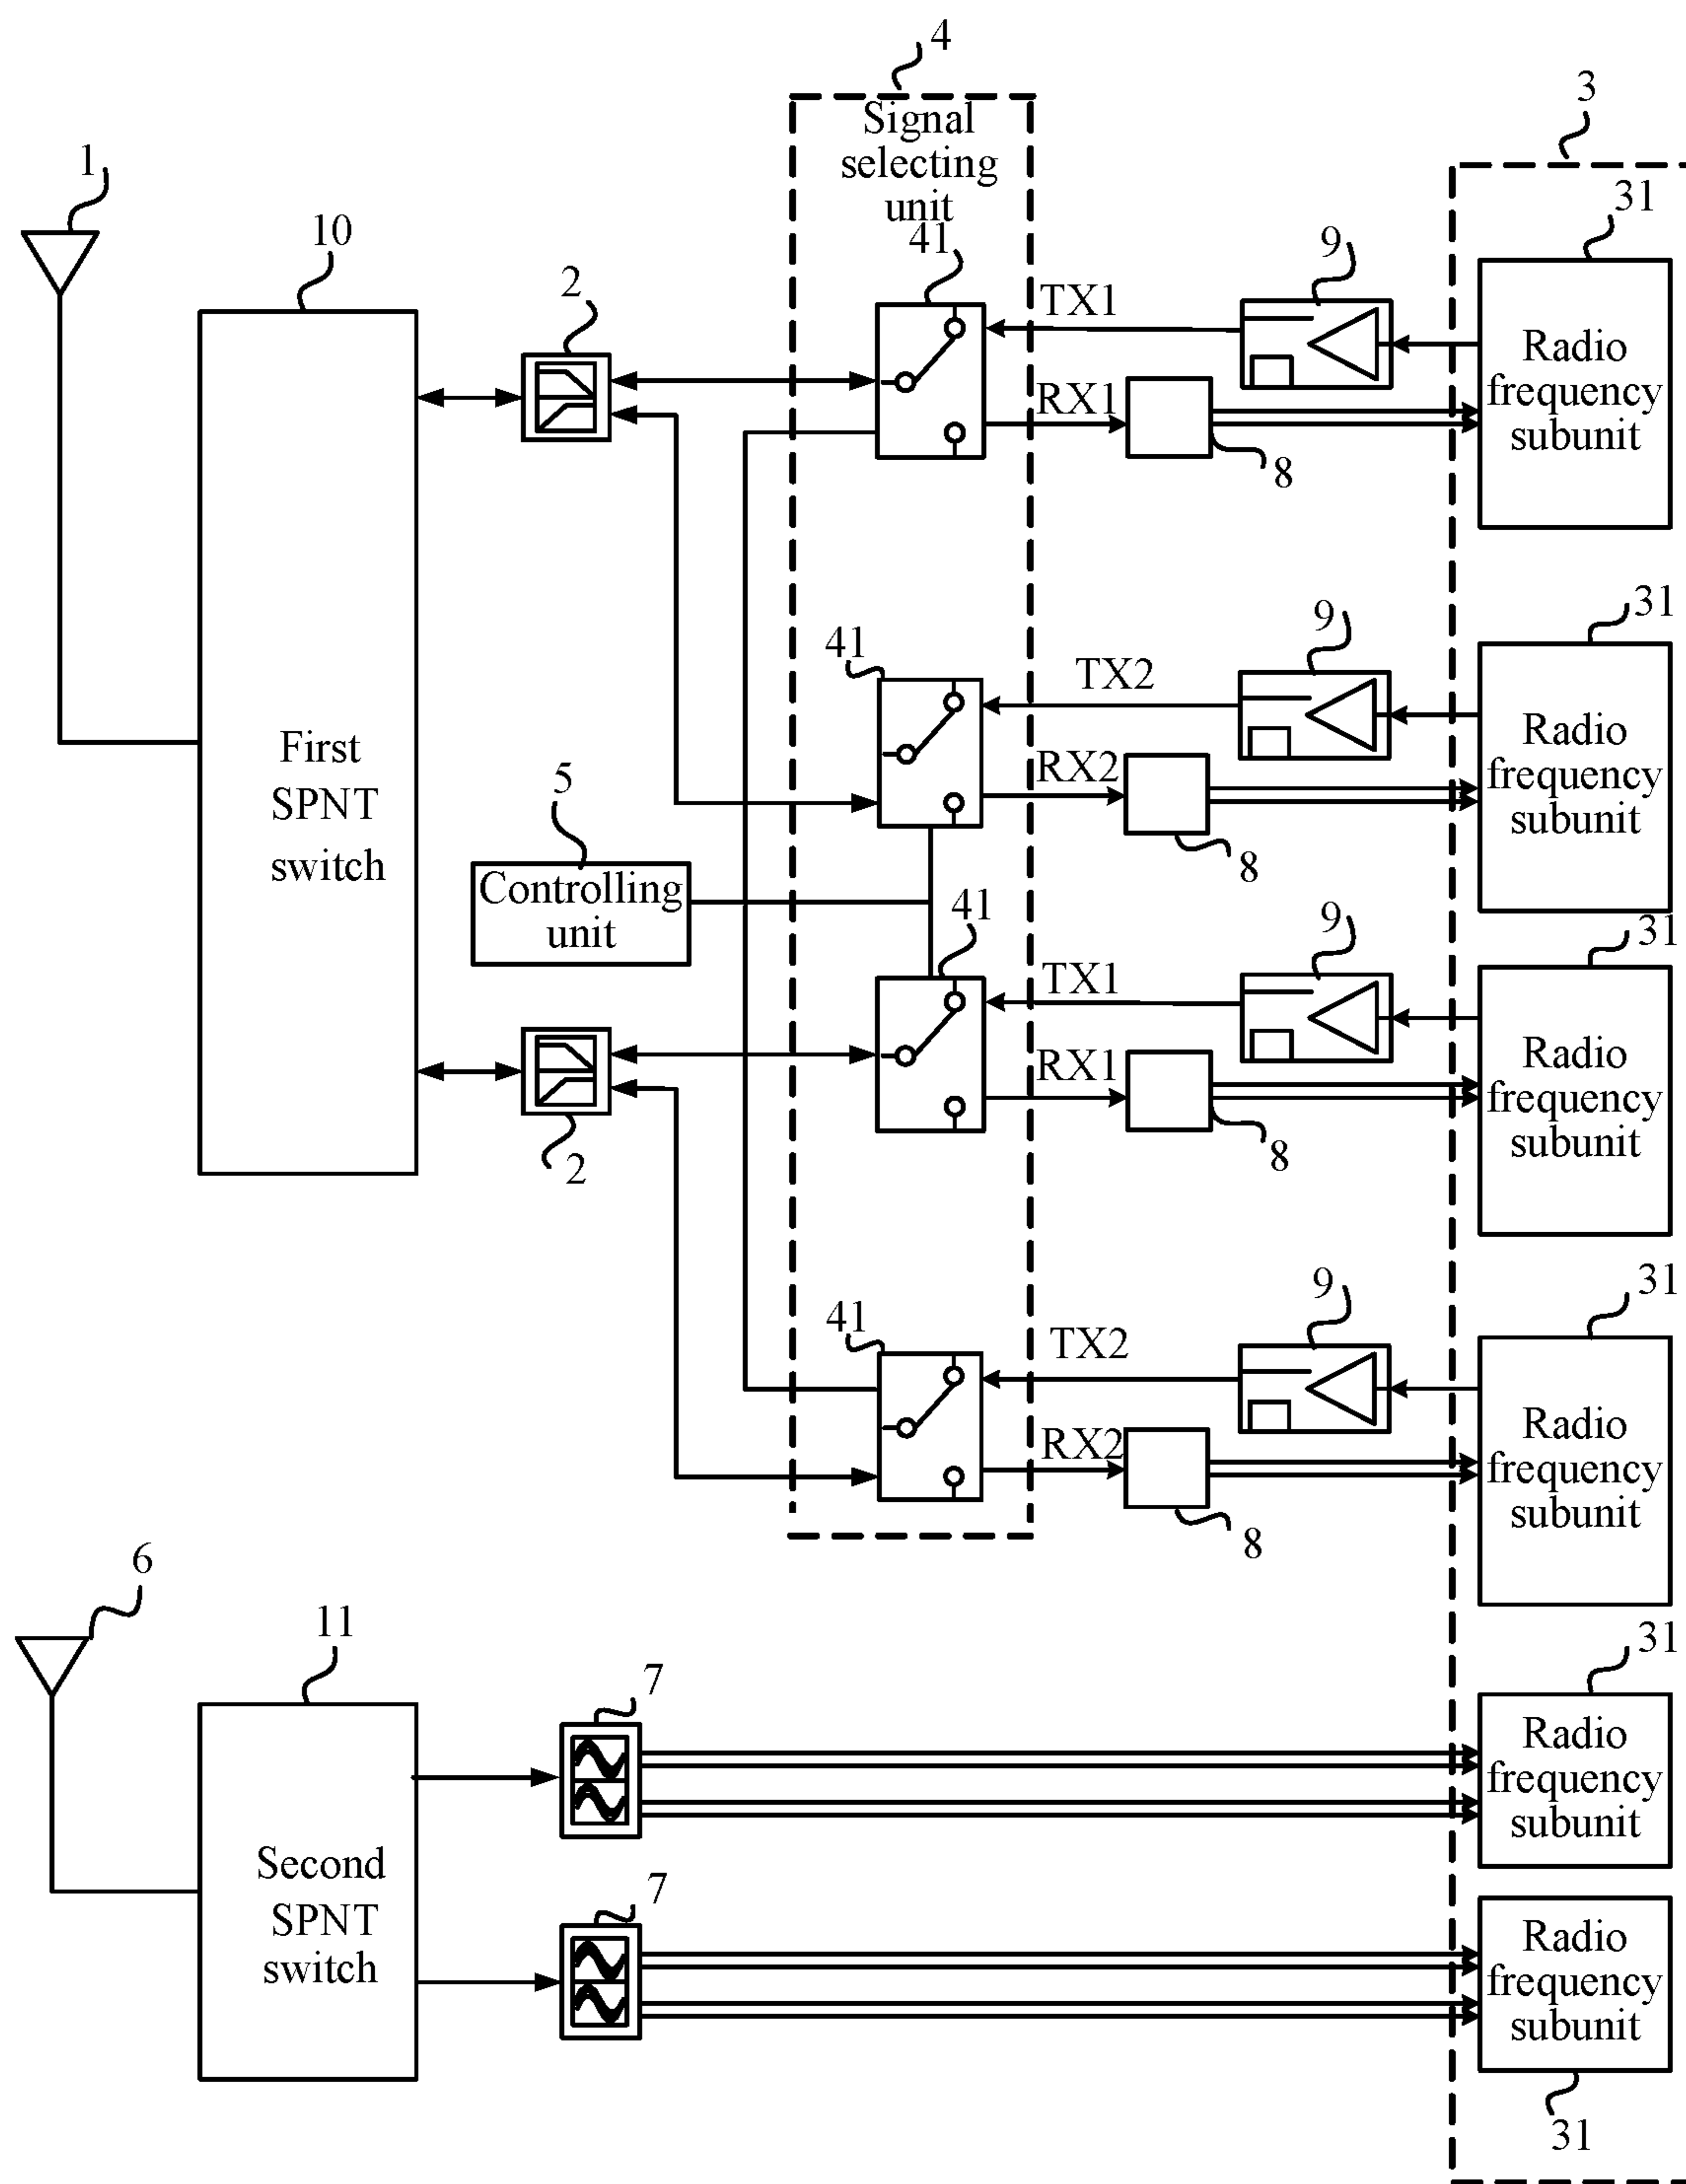 4
3
1
Signal
selecting
unit
31
10
41
9
2
TX1
Radio
frequency
subunit
RX1
8
31
9
41
TX2
Radio
frequency
subunit
First
SPNT
switch
RX2
5
8
Controlling
unit
41
9
31
TX1
Radio
frequency
subunit
RX1
8
2
31
9
41
TX2
Radio
frequency
subunit
RX2
8
6
11
31
7
Radio
frequency
subunit
Second
SPNT
switch
7
Radio
frequency
subunit
31